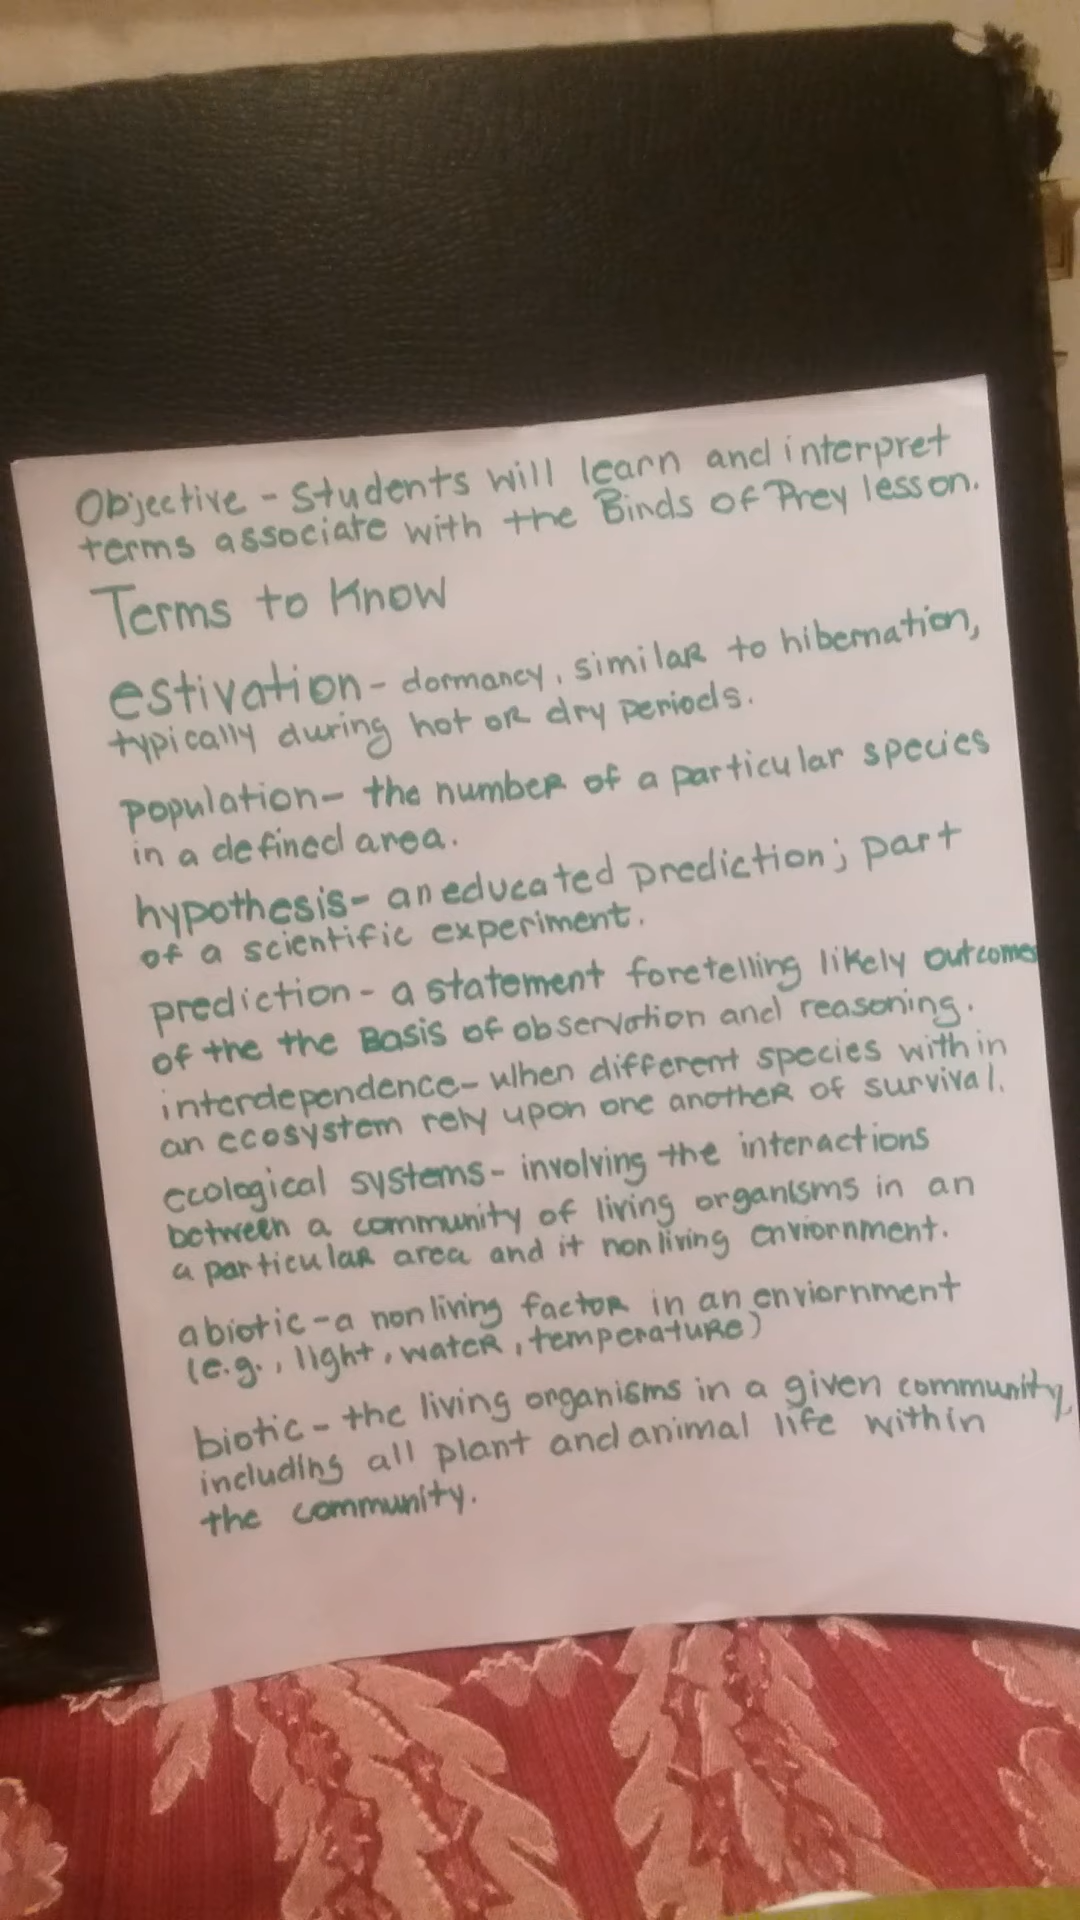 Objective - Students will learn and interpret
terms associate with the Binds of Prey lesson.
Terms to Know
estivation - dormancy, similar to hibernation,
typically during hot or dry periods.
population - the number of a particular species
in a defined area.
hypothesis - an educated prediction; part
of a scientific experiment.
prediction - a statement foretelling likely outcomes
of the the Basis of observation and reasoning.
interdependence - when different species within
an ecosystem rely upon one another of survival.
ecological systems - involving the interactions
between a community of living organisms in an
a particular area and it nonliving enviornment.
abiotic - a nonliving factor in an enviornment
(e.g., light, water, temperature)
biotic - the living organisms in a given community,
including all plant and animal life within
the community.